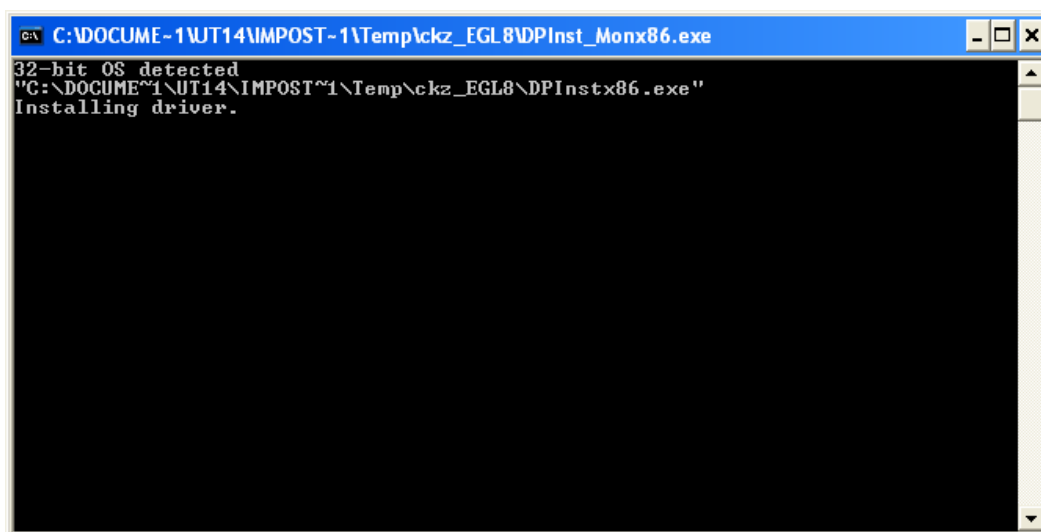 C:\DOCUME~1\UT14\IMPOST~1\Temp\ckz_EGL8\DPInst_Monx86.exe
32-bit OS detected
"C:\DOCUME~1\UT14\IMPOST~1\Temp\ckz_EGL8\DPInstx86.exe"
Installing driver.